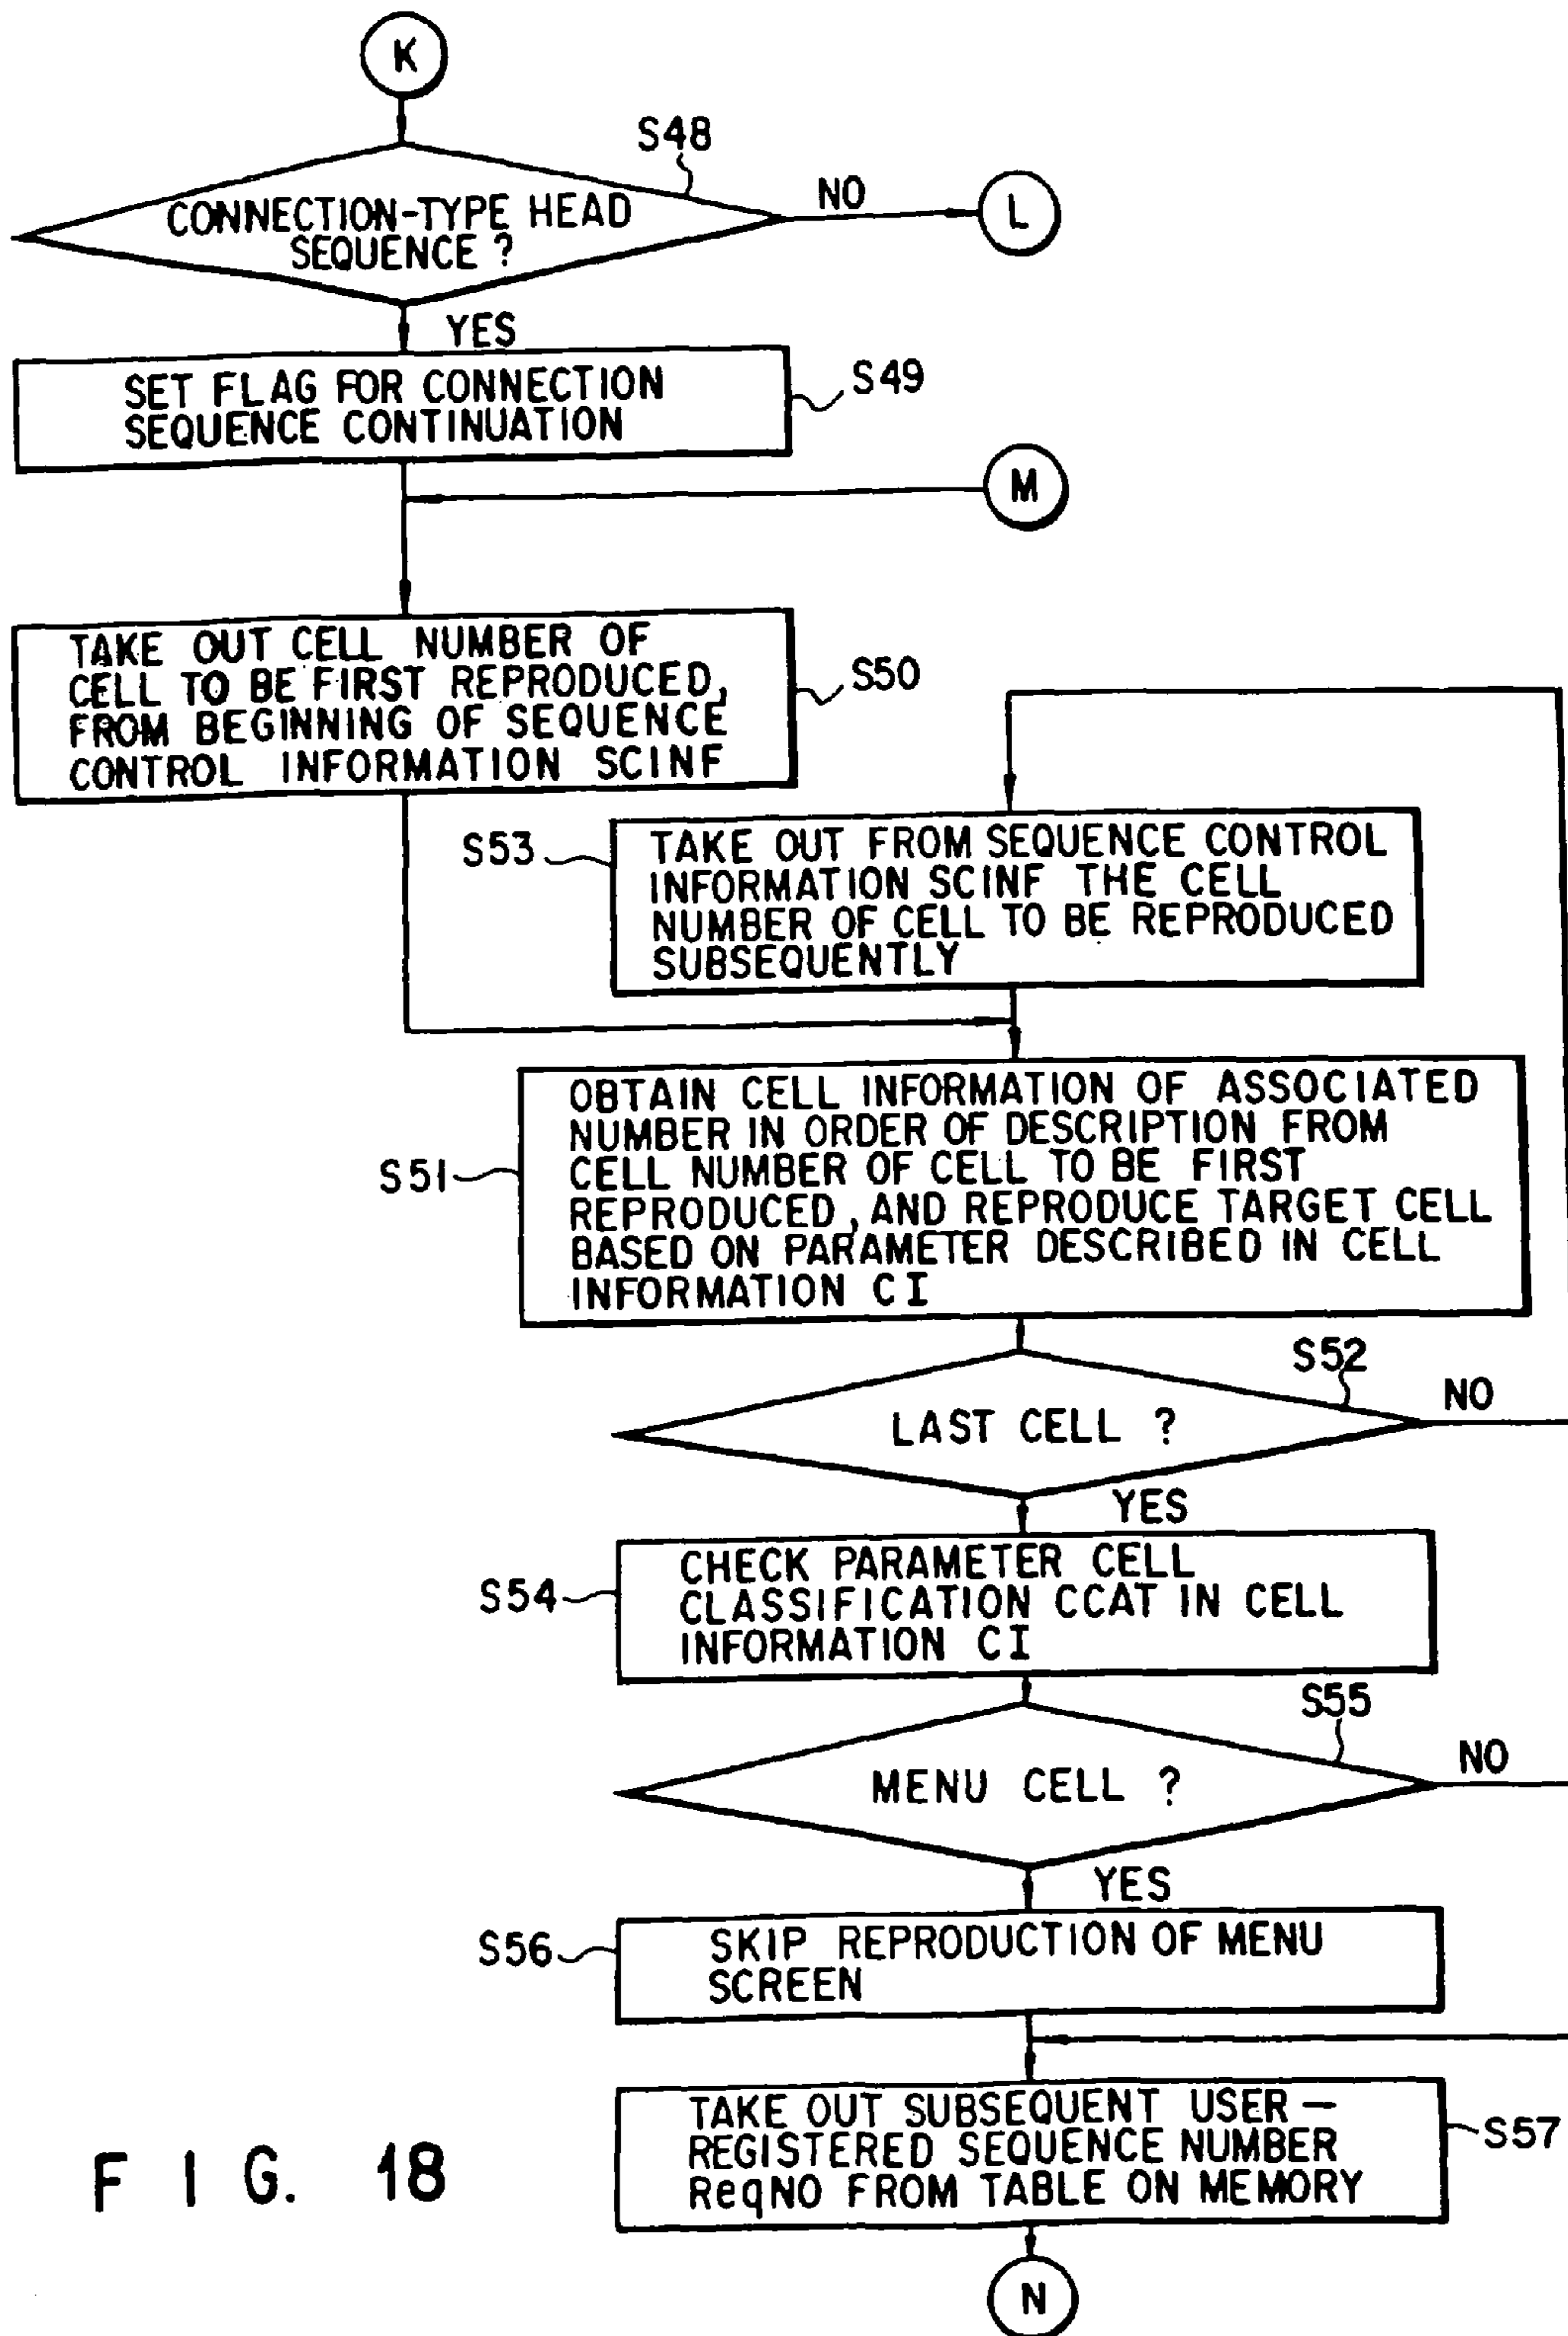 K
S48
CONNECTION-TYPE HEAD
SEQUENCE ?
NO
L
YES
SET FLAG FOR CONNECTION
SEQUENCE CONTINUATION
S49
M
TAKE OUT CELL NUMBER OF
CELL TO BE FIRST REPRODUCED,
FROM BEGINNING OF SEQUENCE
CONTROL INFORMATION SCINF
S50
S53
TAKE OUT FROM SEQUENCE CONTROL
INFORMATION SCINF THE CELL
NUMBER OF CELL TO BE REPRODUCED
SUBSEQUENTLY
S51
OBTAIN CELL INFORMATION OF ASSOCIATED
NUMBER IN ORDER OF DESCRIPTION FROM
CELL NUMBER OF CELL TO BE FIRST
REPRODUCED, AND REPRODUCE TARGET CELL
BASED ON PARAMETER DESCRIBED IN CELL
INFORMATION CI
S52
LAST CELL ?
NO
YES
S54
CHECK PARAMETER CELL
CLASSIFICATION CCAT IN CELL
INFORMATION CI
S55
MENU CELL ?
NO
YES
S56
SKIP REPRODUCTION OF MENU
SCREEN
TAKE OUT SUBSEQUENT USER-
REGISTERED SEQUENCE NUMBER
ReqNO FROM TABLE ON MEMORY
S57
N
FIG. 18